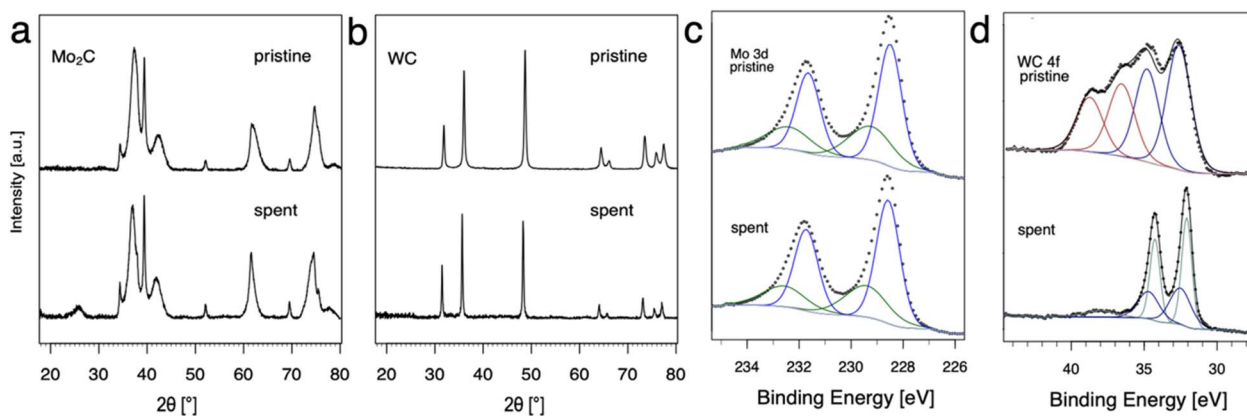 a
Mo₂C
pristine
spent
Intensity [a.u.]
20 30 40 50 60 70 80
2θ [°]
b
WC
pristine
spent
20 30 40 50 60 70 80
2θ [°]
c
Mo 3d
pristine
spent
234 232 230 228 226
Binding Energy [eV]
d
WC 4f
pristine
spent
40 35 30
Binding Energy [eV]